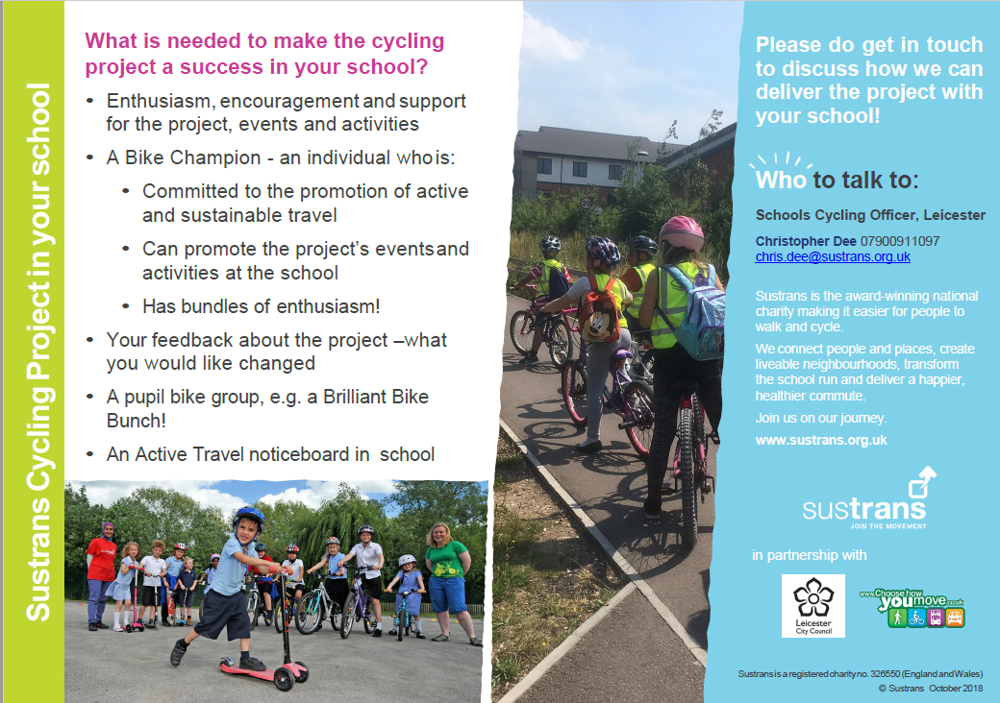 Sustrans Cycling Project in your school
What is needed to make the cycling
project a success in your school?
• Enthusiasm, encouragement and support
for the project, events and activities
• A Bike Champion - an individual who is:
• Committed to the promotion of active
and sustainable travel
• Can promote the project's events and
activities at the school
• Has bundles of enthusiasm!
• Your feedback about the project –what
you would like changed
• A pupil bike group, e.g. a Brilliant Bike
Bunch!
• An Active Travel noticeboard in school
20
Please do get in touch
to discuss how we can
deliver the project with
your school!
Who to talk to:
Schools Cycling Officer, Leicester
Christopher Dee 07900911097
chris.dee@sustrans.org.uk
Sustrans is the award-winning national
charity making it easier for people to
walk and cycle.
We connect people and places, create
liveable neighbourhoods, transform
the school run and deliver a happier,
healthier commute.
Join us on our journey.
www.sustrans.org.uk
sustrans
JOIN THE MOVEMENT
in partnership with
Leicester
City Council
www.Choose how
youmove.co.uk
Sustrans is a registered charity no. 326550 (England and Wales)
© Sustrans October 2018